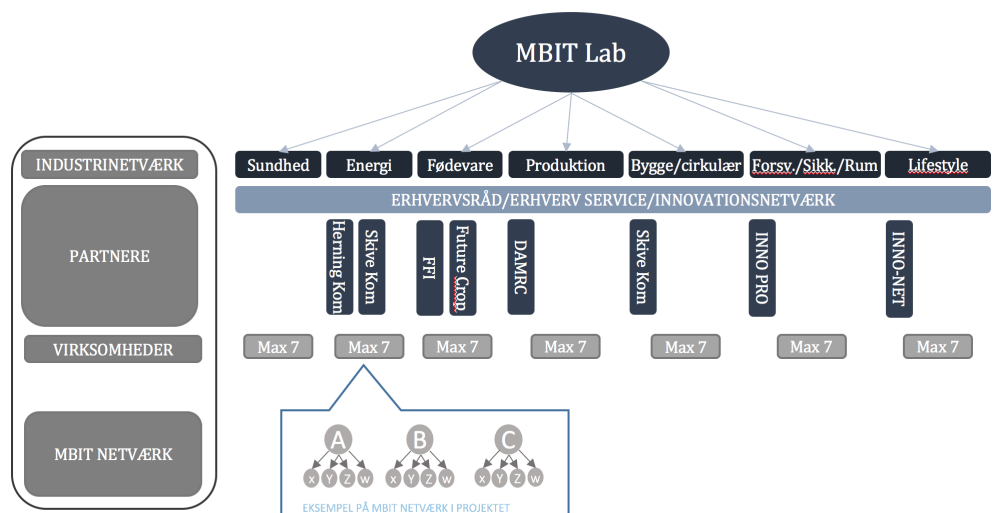 MBIT Lab
INDUSTRINETVÆRK
Sundhed
Energi
Fødevare
Produktion
Bygge/cirkulær
Forsv./Sikk./Rum
Lifestyle
ERHVERVSRÅD/ERHVERV SERVICE/INNOVATIONSNETVÆRK
PARTNERE
Herning Kom
Skive Kom
FFI
Future Crop
DAMRC
Skive Kom
INNO PRO
INNO-NET
VIRKSOMHEDER
Max 7
Max 7
Max 7
Max 7
Max 7
Max 7
Max 7
MBIT NETVÆRK
A
B
C
x Y Z w
x Y Z w
x Y Z w
EKSEMPEL PÅ MBIT NETVÆRK I PROJEKTET